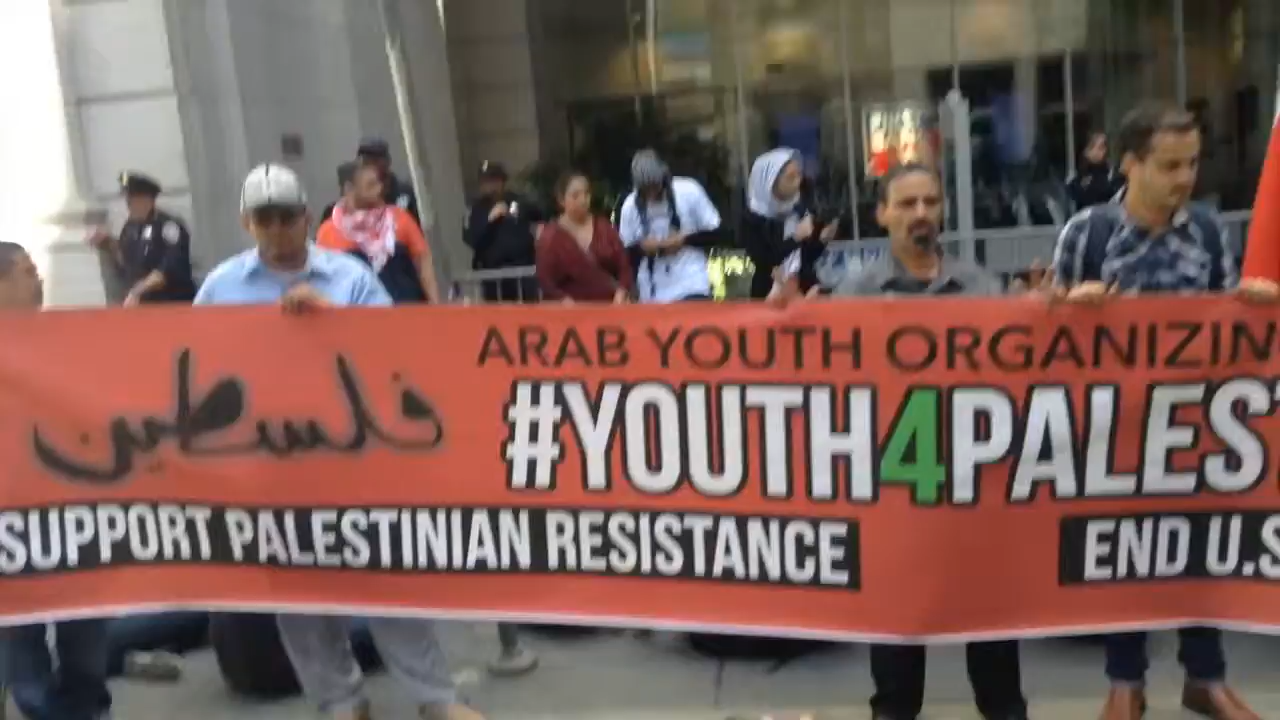 فلسطين
ARAB YOUTH ORGANIZIN
#YOUTH4PALES
SUPPORT PALESTINIAN RESISTANCE
END U.S